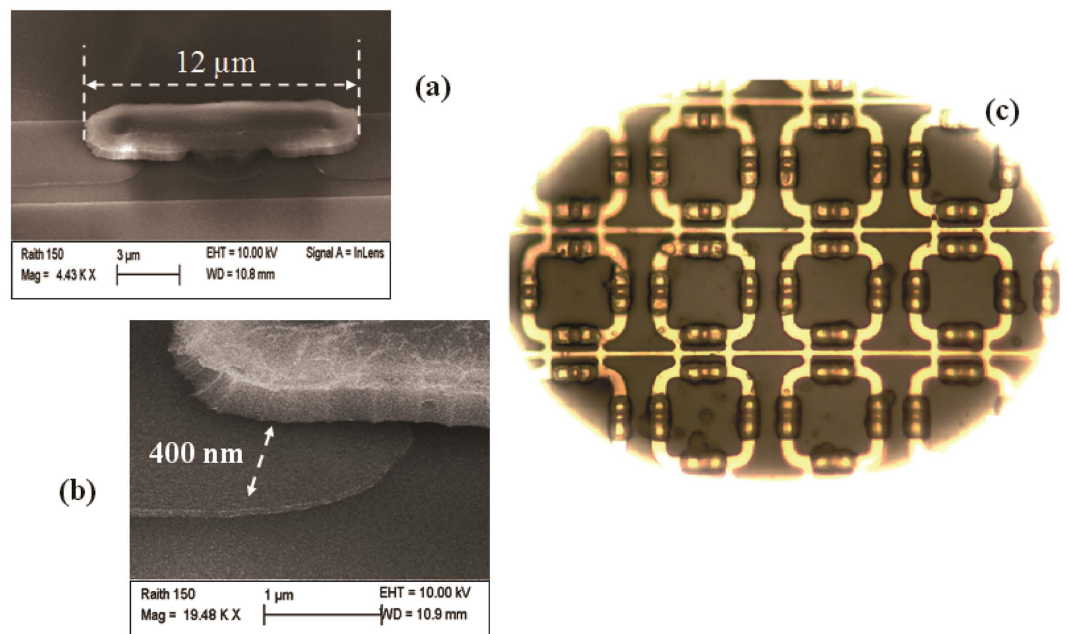 12 µm
(a)
Raith 150
Mag = 4.43 K X
3 µm
EHT = 10.00 kV
WD = 10.8 mm
Signal A = InLens
400 nm
(b)
Raith 150
Mag = 19.48 K X
1 µm
EHT = 10.00 kV
WD = 10.9 mm
(c)